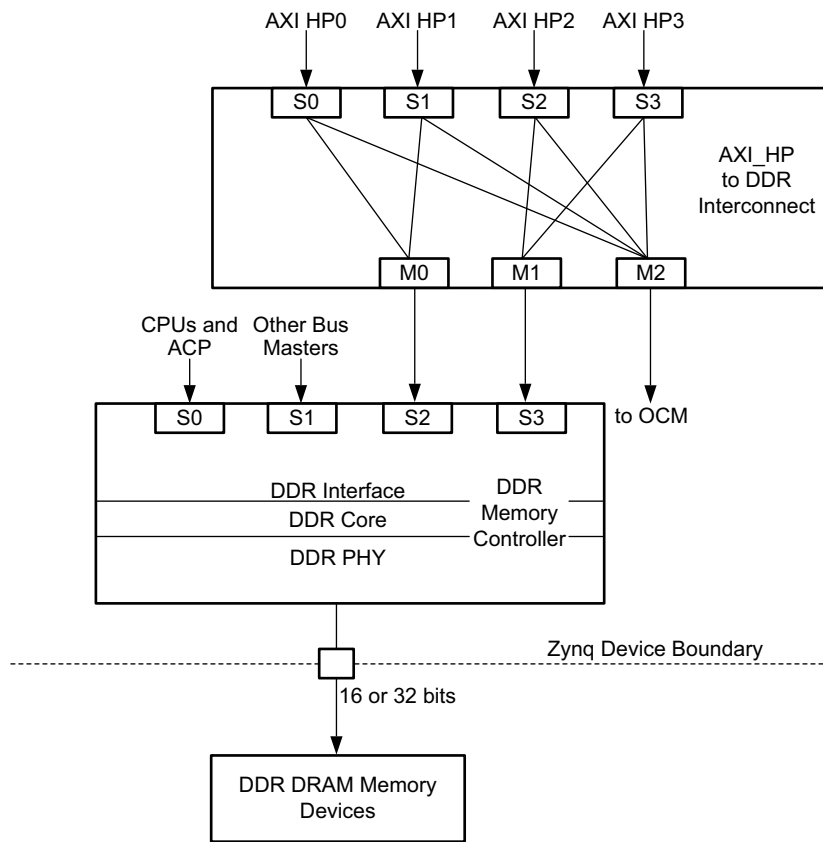 AXI HP0 AXI HP1 AXI HP2 AXI HP3
S0 S1 S2 S3
AXI_HP
to DDR
Interconnect
M0 M1 M2
CPUs and
ACP
Other Bus
Masters
to OCM
S0 S1 S2 S3
DDR Interface
DDR Core
DDR PHY
DDR
Memory
Controller
Zynq Device Boundary
16 or 32 bits
DDR DRAM Memory
Devices